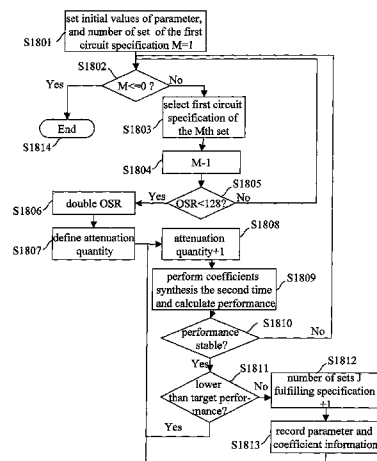 S1801
set initial values of parameter,
and number of set of the first
circuit specification M=1
S1802
M<=0 ?
Yes
No
End
S1814
S1803
select first circuit
specification of
the Mth set
S1804
M-1
S1805
OSR<128?
Yes
No
S1806
double OSR
S1807
define attenuation
quantity
S1808
attenuation
quantity+1
S1809
perform coefficients
synthesis the second time
and calculate performance
S1810
performance
stable?
No
Yes
S1811
lower
than target perfor-
mance?
No
Yes
S1812
number of sets J
fulfilling specification
+1
S1813
record parameter and
coefficient information